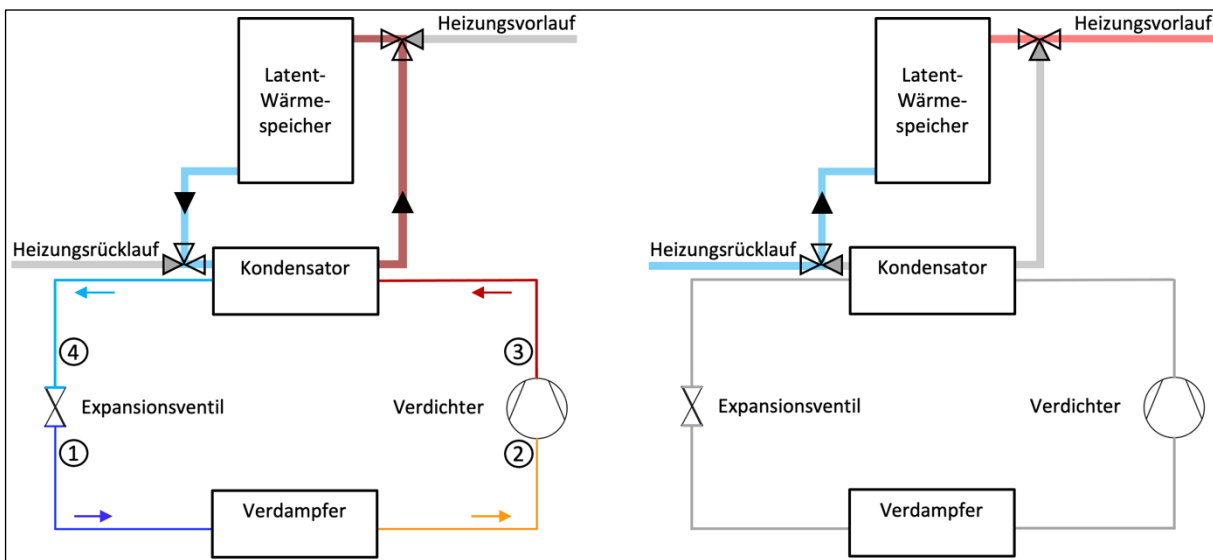 Heizungsvorlauf
Latent-
Wärme-
speicher
Heizungsrücklauf
Kondensator
④
③
Expansionsventil
Verdichter
①
②
Verdampfer
Heizungsvorlauf
Latent-
Wärme-
speicher
Heizungsrücklauf
Kondensator
Expansionsventil
Verdichter
Verdampfer